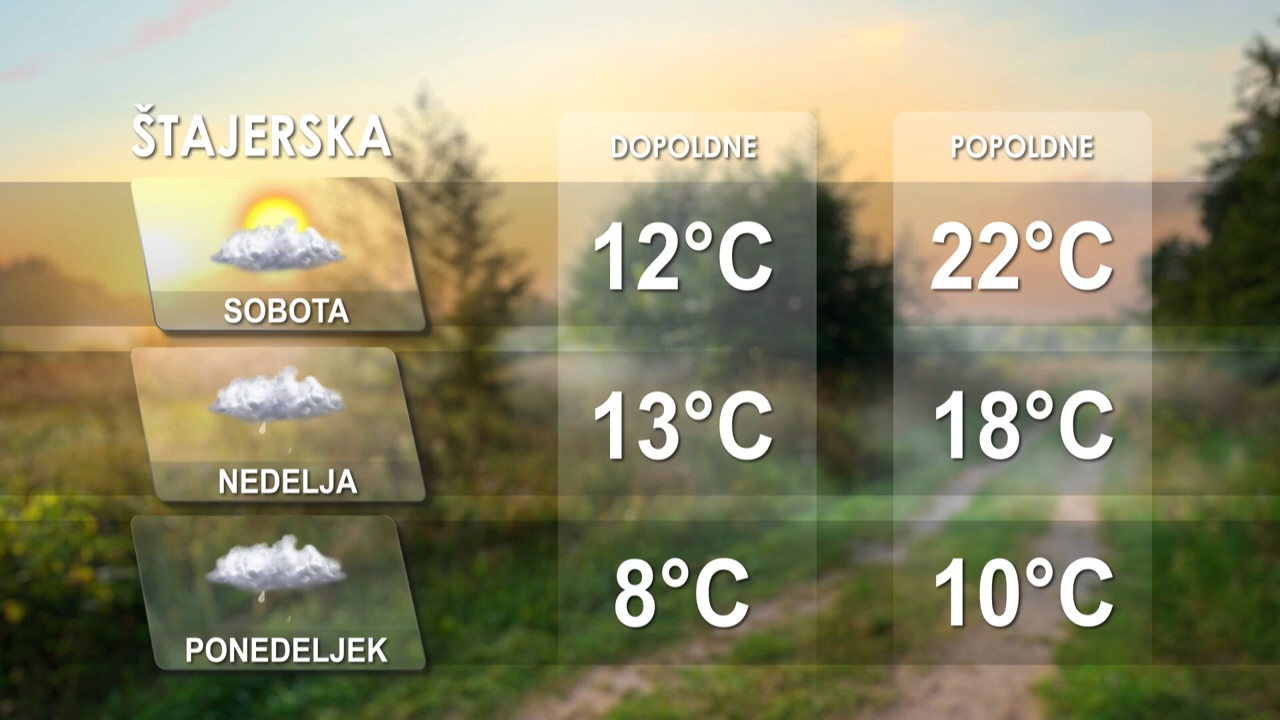 ŠTAJERSKA
DOPOLDNE POPOLDNE
12°C 22°C
SOBOTA
13°C 18°C
NEDELJA
8°C 10°C
PONEDELJEK